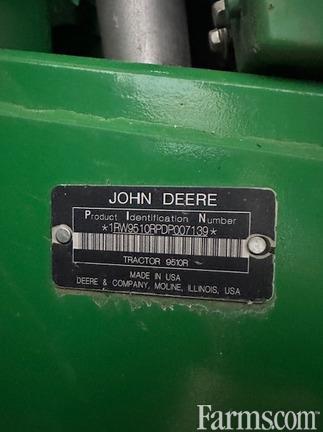 JOHN DEERE
Product Identification Number
*1RW9510RPDP007139*
TRACTOR 9510R
MADE IN USA
DEERE & COMPANY, MOLINE, ILLINOIS, USA
Farms.com